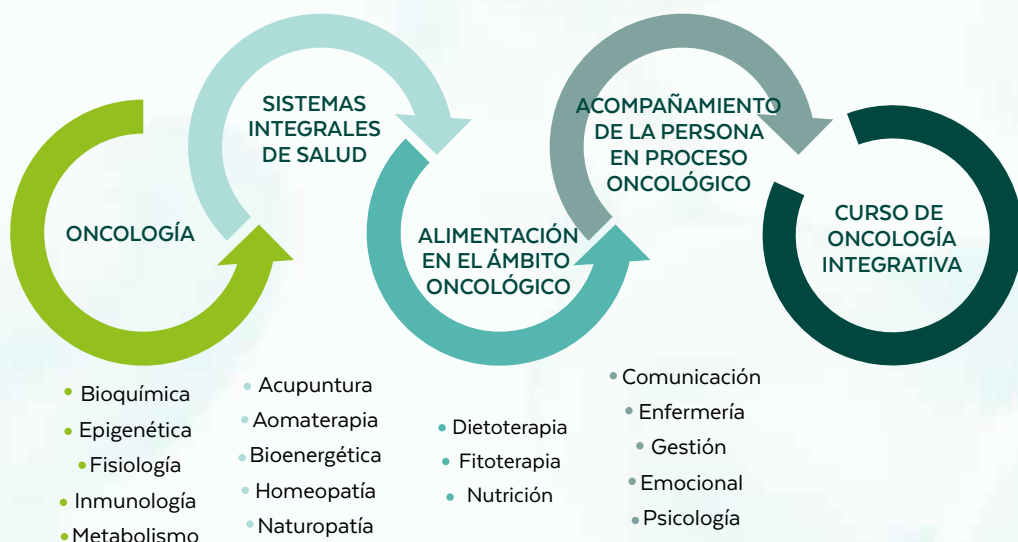 ONCOLOGÍA
SISTEMAS
INTEGRALES
DE SALUD
ALIMENTACIÓN
EN EL ÁMBITO
ONCOLÓGICO
ACOMPAÑAMIENTO
DE LA PERSONA
EN PROCESO
ONCOLÓGICO
CURSO DE
ONCOLOGÍA
INTEGRATIVA
• Bioquímica
• Epigenética
• Fisiología
• Inmunología
• Metabolismo
• Acupuntura
• Aomaterapia
• Bioenergética
• Homeopatía
• Naturopatía
• Dietoterapia
• Fitoterapia
• Nutrición
• Comunicación
• Enfermería
• Gestión
• Emocional
• Psicología